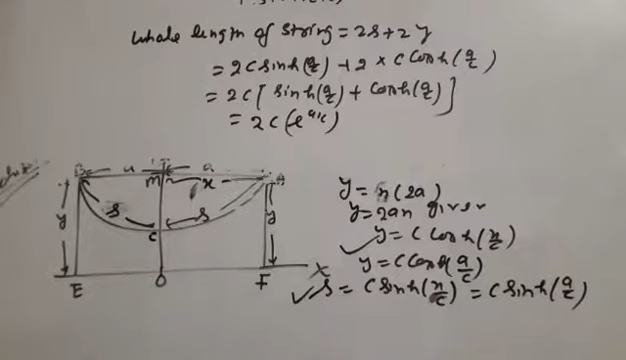 Whole length of string = 2s + 2y
= 2c sinh(a/c) + 2 × c cosh(a/c)
= 2c [sinh(a/c) + cosh(a/c)]
= 2c (e^a/c)
B a a A
M x
y s s y
C
E O F X
y = n(2a)
y = 2an given
✓ y = c cosh(x/c)
y = c cosh(a/c)
✓ s = c sinh(x/c) = c sinh(a/c)